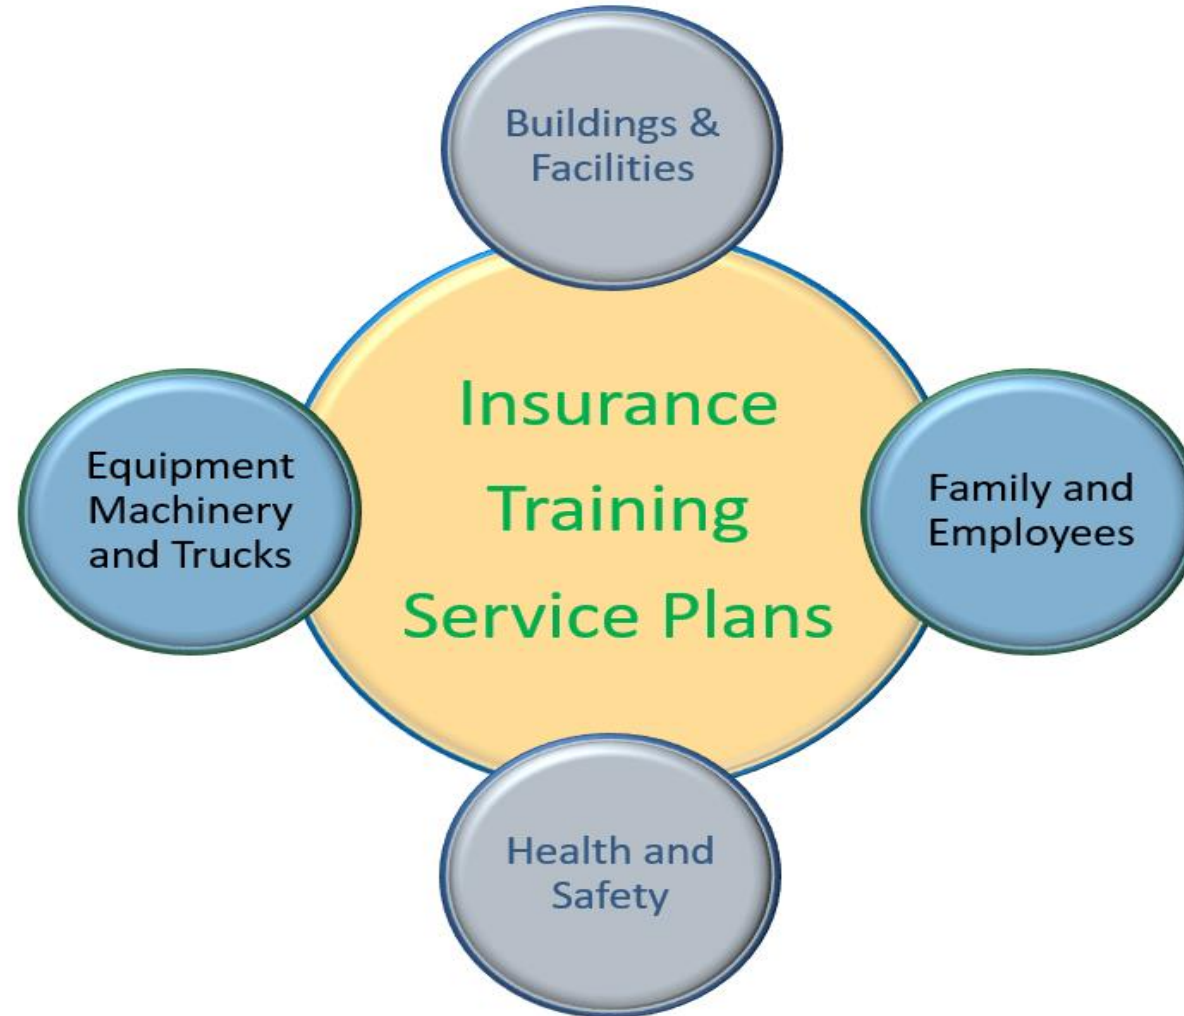 Buildings &
Facilities
Insurance
Training
Service Plans
Equipment
Machinery
and Trucks
Family and
Employees
Health and
Safety